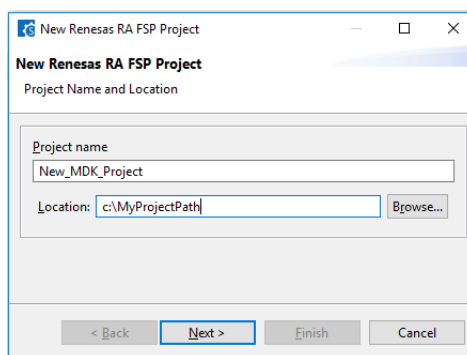 New Renesas RA FSP Project
New Renesas RA FSP Project
Project Name and Location
Project name
New_MDK_Project
Location: c:\MyProjectPath Browse...
< Back Next > Finish Cancel